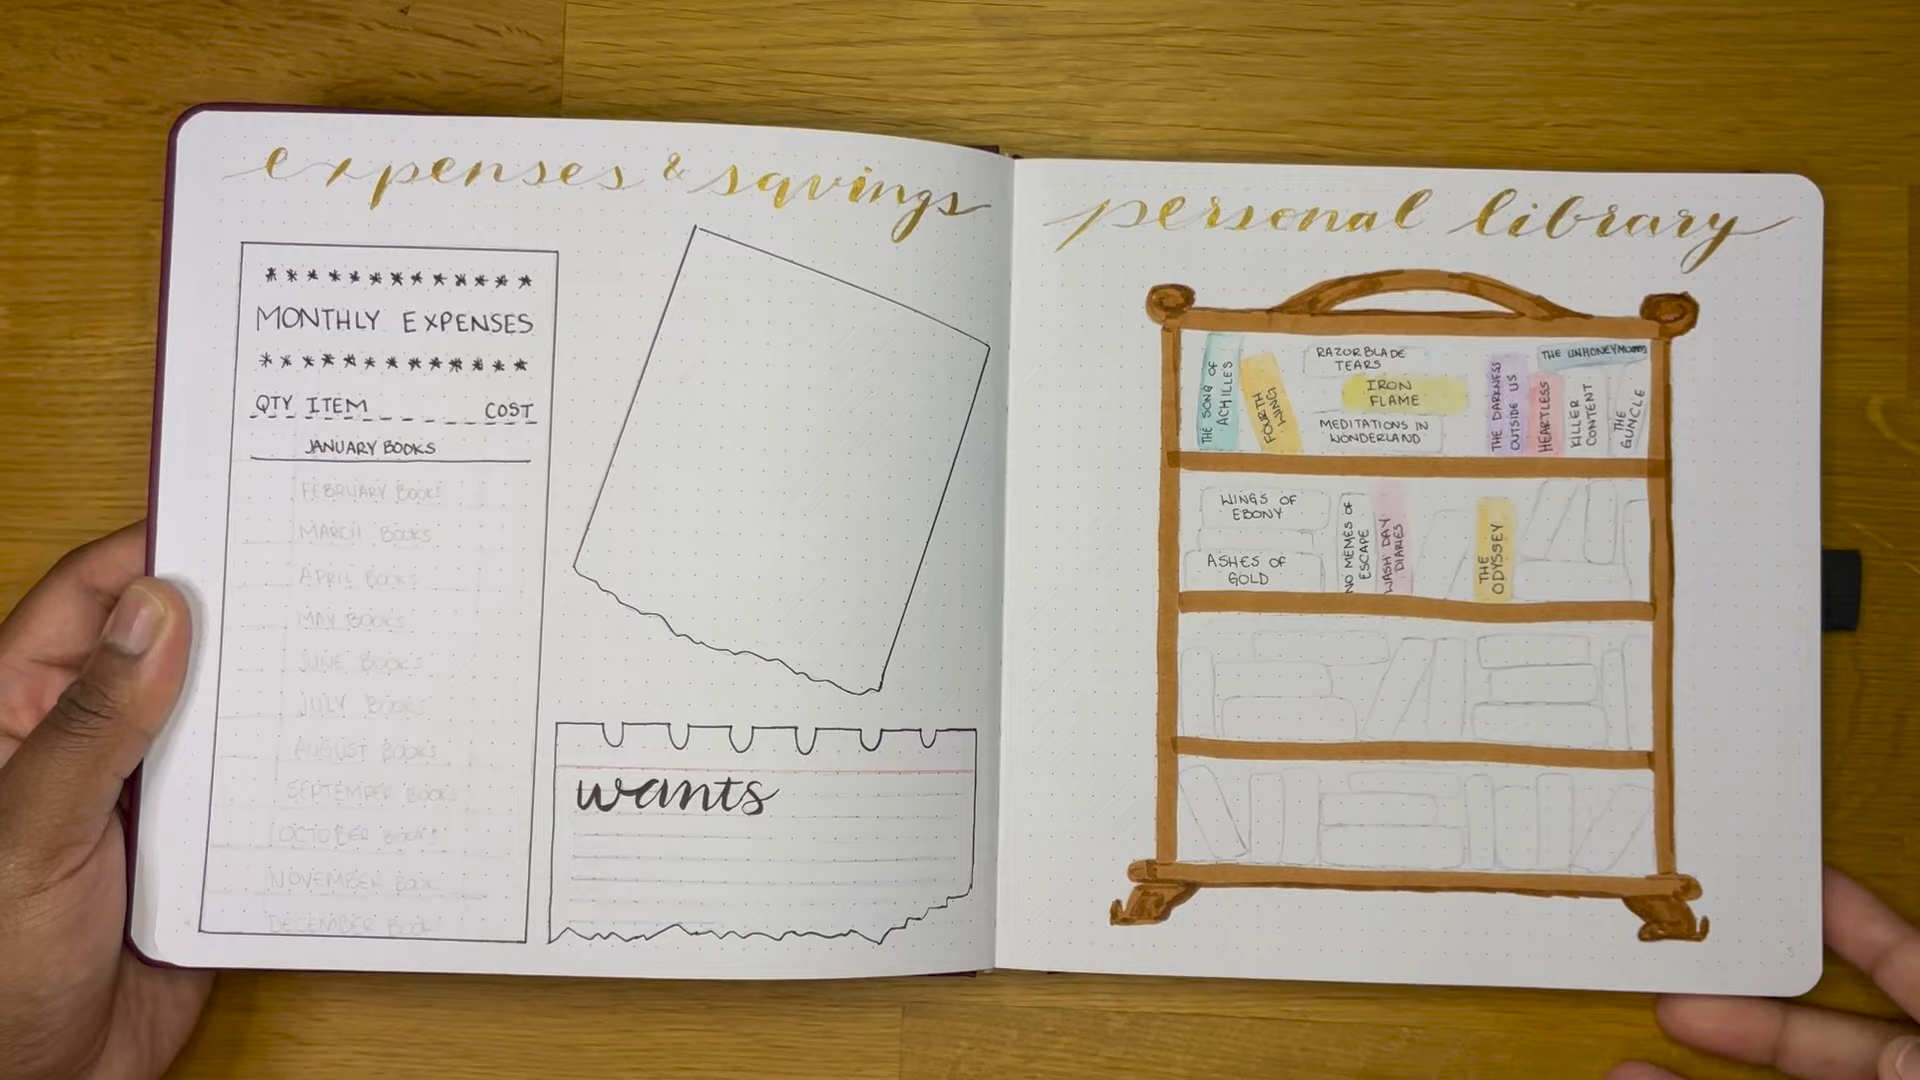 expenses & savings
MONTHLY EXPENSES
QTY ITEM COST
JANUARY BOOKS
FEBRUARY BOOKS
MARCH BOOKS
APRIL BOOKS
MAY BOOKS
JUNE BOOKS
JULY BOOKS
AUGUST BOOKS
SEPTEMBER BOOKS
OCTOBER BOOKS
NOVEMBER
DECEMBER
wants
personal library
THE SONG OF
ACHILLES
FOURTH
WING
RAZORBLADE
TEARS
IRON
FLAME
MEDITATIONS IN
WONDERLAND
THE DARKNESS
OUTSIDE US
HEARTLESS
THE UNHONEYMOONERS
KILLER
CONTENT
THE
GUNCLE
WINGS OF
EBONY
ASHES OF
GOLD
NO MEMES OF
ESCAPE
WASH DAY
DIARIES
THE
ODYSSEY
5